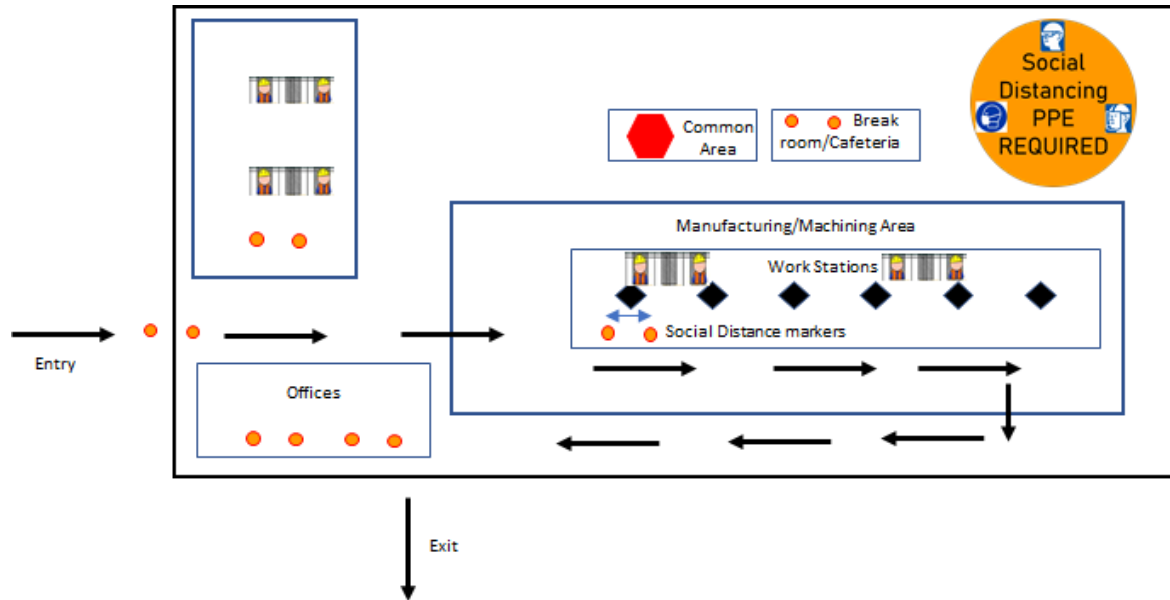 Social
Distancing
PPE
REQUIRED
Common
Area
Break
room/Cafeteria
Manufacturing/Machining Area
Work Stations
Social Distance markers
Entry
Offices
Exit